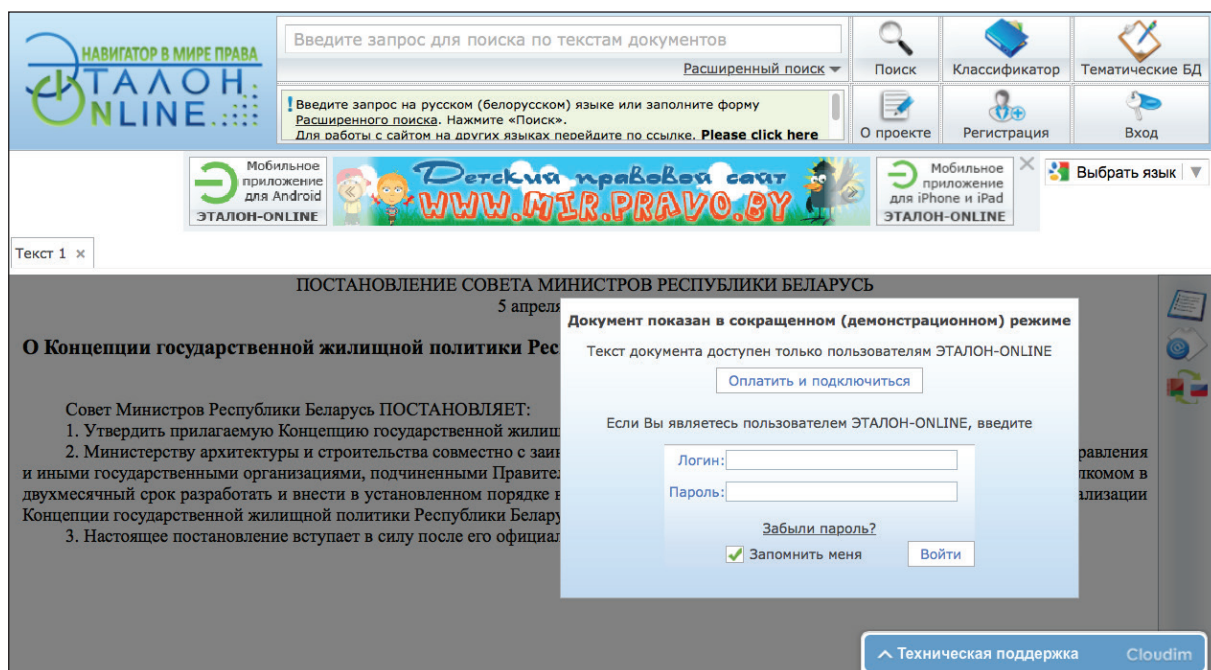 НАВИГАТОР В МИРЕ ПРАВА
ЭТАЛОН
ONLINE
Введите запрос для поиска по текстам документов
Расширенный поиск
! Введите запрос на русском (белорусском) языке или заполните форму
Расширенного поиска. Нажмите «Поиск».
Для работы с сайтом на других языках перейдите по ссылке. Please click here
Поиск
Классификатор
Тематические БД
О проекте
Регистрация
Вход
Мобильное
приложение
для Android
ЭТАЛОН-ONLINE
Детский правовой сайт
WWW.MIR.PRAVO.BY
Мобильное
приложение
для iPhone и iPad
ЭТАЛОН-ONLINE
Выбрать язык
Текст 1
ПОСТАНОВЛЕНИЕ СОВЕТА МИНИСТРОВ РЕСПУБЛИКИ БЕЛАРУСЬ
5 апреля
О Концепции государственной жилищной политики Рес
Совет Министров Республики Беларусь ПОСТАНОВЛЯЕТ:
1. Утвердить прилагаемую Концепцию государственной жилищ
2. Министерству архитектуры и строительства совместно с заин равления
и иными государственными организациями, подчиненными Правител лкомом в
двухмесячный срок разработать и внести в установленном порядке в ализации
Концепции государственной жилищной политики Республики Белару
3. Настоящее постановление вступает в силу после его официал
Документ показан в сокращенном (демонстрационном) режиме
Текст документа доступен только пользователям ЭТАЛОН-ONLINE
Оплатить и подключиться
Если Вы являетесь пользователем ЭТАЛОН-ONLINE, введите
Логин:
Пароль:
Забыли пароль?
Запомнить меня
Войти
Техническая поддержка Cloudim